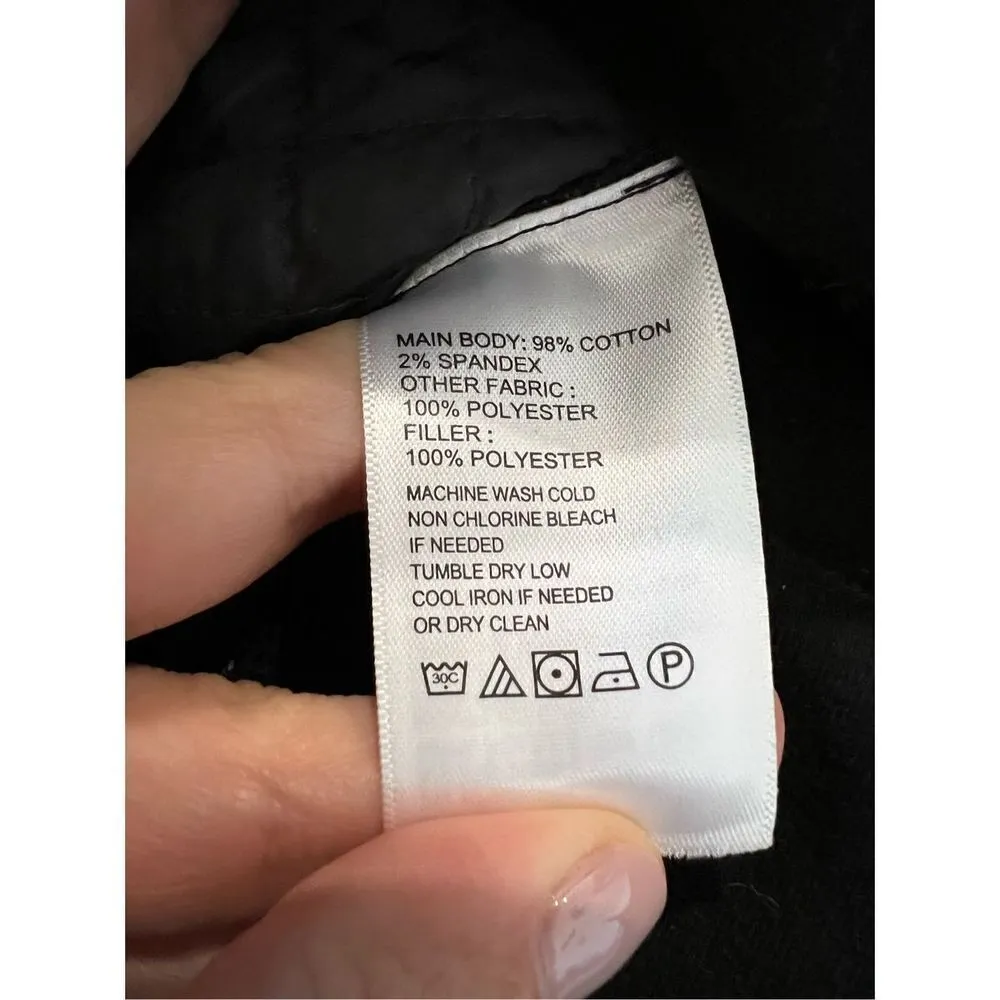 MAIN BODY: 98% COTTON
2% SPANDEX
OTHER FABRIC :
100% POLYESTER
FILLER :
100% POLYESTER
MACHINE WASH COLD
NON CHLORINE BLEACH
IF NEEDED
TUMBLE DRY LOW
COOL IRON IF NEEDED
OR DRY CLEAN
30C P